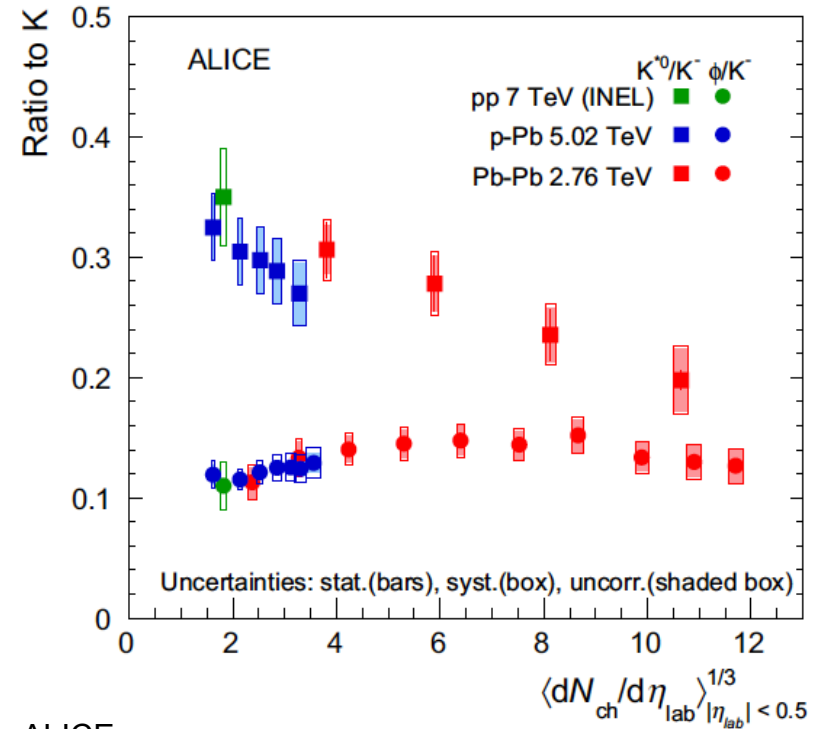 Ratio to K
0.5
0.4
0.3
0.2
0.1
0
ALICE
K*0/K- ϕ/K-
pp 7 TeV (INEL)
p-Pb 5.02 TeV
Pb-Pb 2.76 TeV
Uncertainties: stat.(bars), syst.(box), uncorr.(shaded box)
0 2 4 6 8 10 12
⟨dNch/dηlab⟩1/3 |ηlab| < 0.5
ALICE